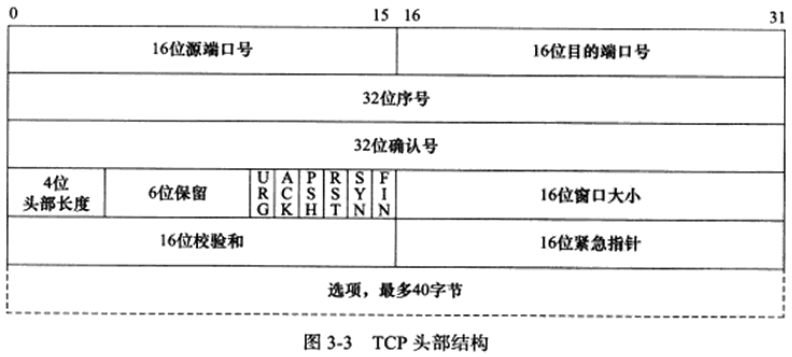 0 15 16 31
16位源端口号 16位目的端口号
32位序号
32位确认号
4位
头部长度
6位保留
URG
ACK
PSH
RST
SYN
FIN
16位窗口大小
16位校验和 16位紧急指针
选项，最多40字节
图 3-3 TCP 头部结构